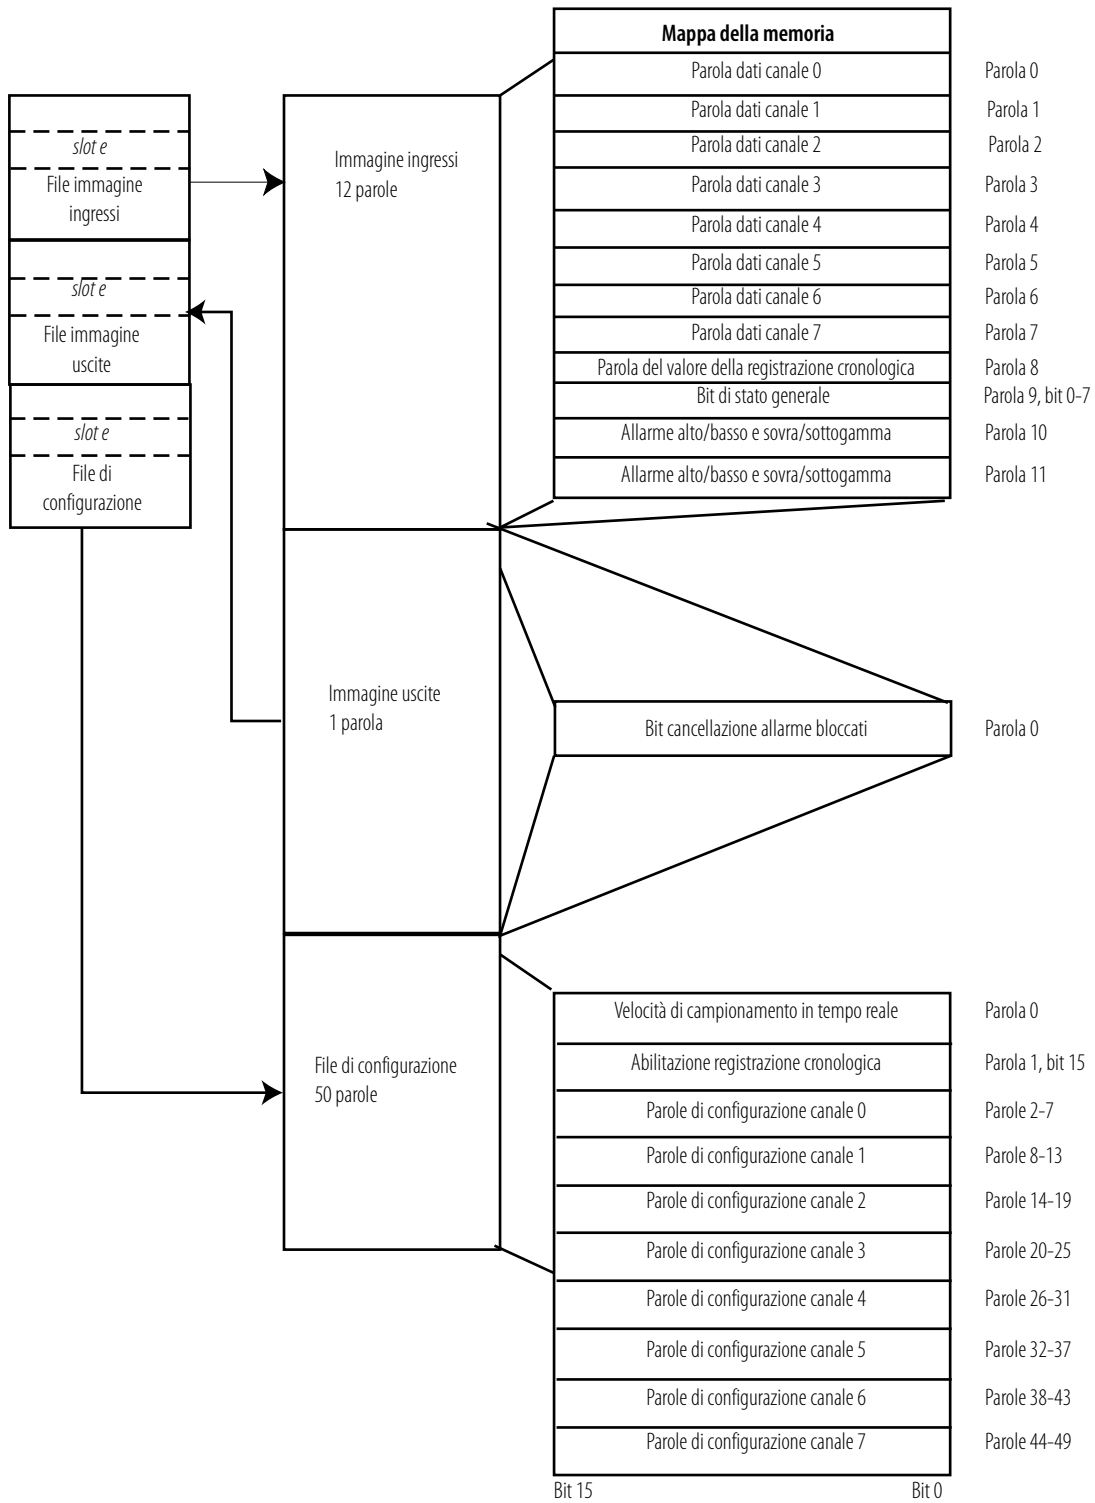 slot e
File immagine
ingressi
slot e
File immagine
uscite
slot e
File di
configurazione
Immagine ingressi
12 parole
Immagine uscite
1 parola
File di configurazione
50 parole
Mappa della memoria
Parola dati canale 0 Parola 0
Parola dati canale 1 Parola 1
Parola dati canale 2 Parola 2
Parola dati canale 3 Parola 3
Parola dati canale 4 Parola 4
Parola dati canale 5 Parola 5
Parola dati canale 6 Parola 6
Parola dati canale 7 Parola 7
Parola del valore della registrazione cronologica Parola 8
Bit di stato generale Parola 9, bit 0-7
Allarme alto/basso e sovra/sottogamma Parola 10
Allarme alto/basso e sovra/sottogamma Parola 11
Bit cancellazione allarme bloccati Parola 0
Velocità di campionamento in tempo reale Parola 0
Abilitazione registrazione cronologica Parola 1, bit 15
Parole di configurazione canale 0 Parole 2-7
Parole di configurazione canale 1 Parole 8-13
Parole di configurazione canale 2 Parole 14-19
Parole di configurazione canale 3 Parole 20-25
Parole di configurazione canale 4 Parole 26-31
Parole di configurazione canale 5 Parole 32-37
Parole di configurazione canale 6 Parole 38-43
Parole di configurazione canale 7 Parole 44-49
Bit 15 Bit 0